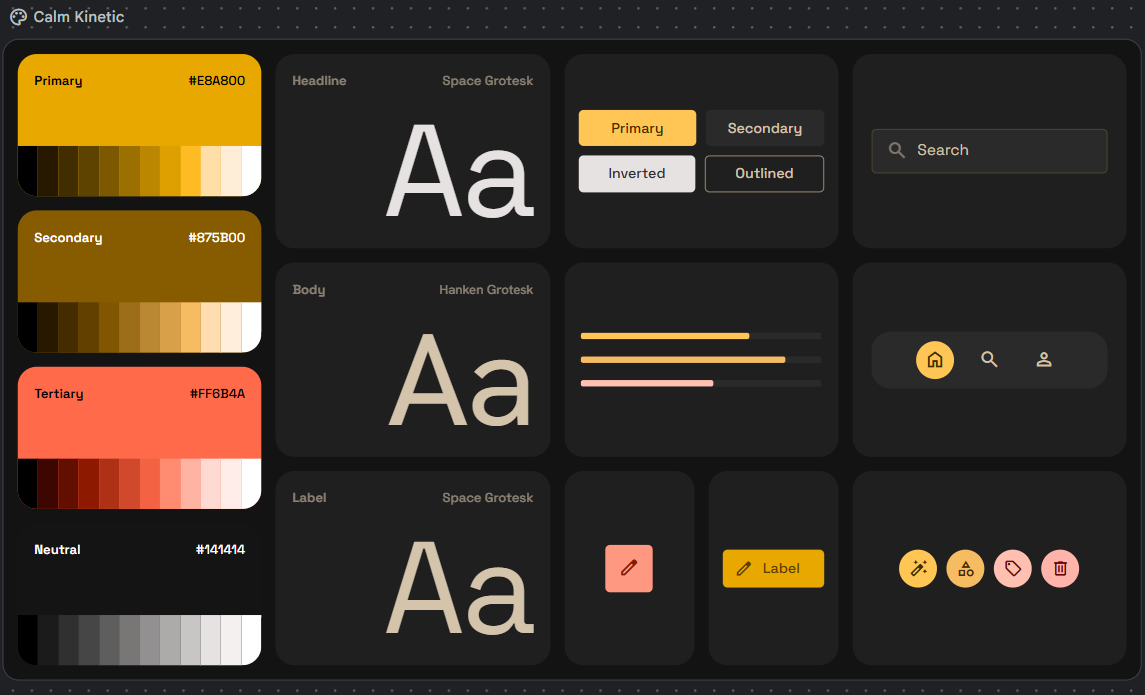 Calm Kinetic
Primary #E8A800
Secondary #875B00
Tertiary #FF6B4A
Neutral #141414
Headline Space Grotesk
Aa
Body Hanken Grotesk
Aa
Label Space Grotesk
Aa
Primary Secondary
Inverted Outlined
Search
Label